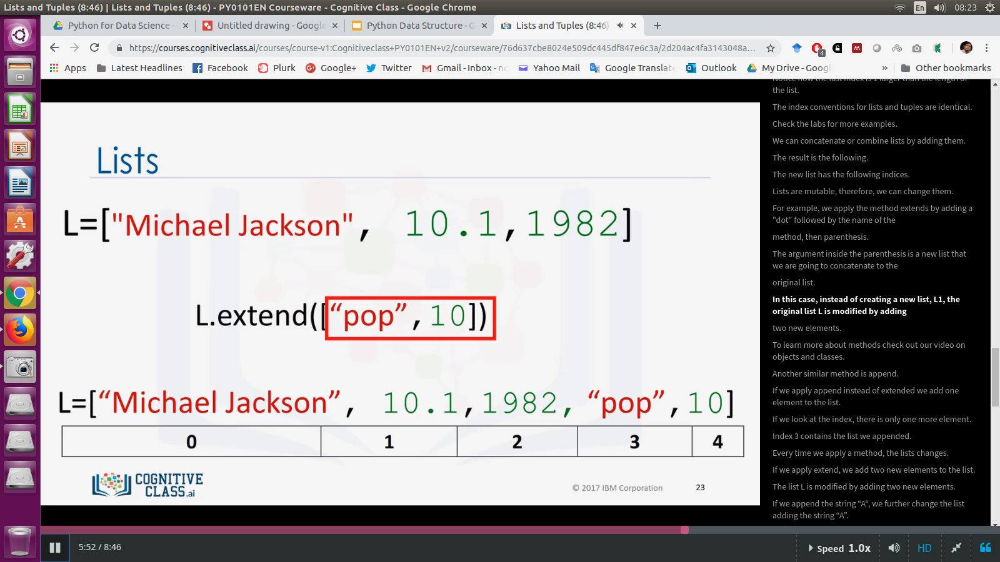 Lists and Tuples (8:46) | Lists and Tuples (8:46) - PY0101EN Courseware - Cognitive Class - Google Chrome
En
08:23
Python for Data Science -
Untitled drawing - Google
Python Data Structure - G
Lists and Tuples (8:46)
https://courses.cognitiveclass.ai/courses/course-v1:Cognitiveclass+PY0101EN+v2/courseware/76d637cbe8024e509dc445df847e6c3a/2d204ac4fa3143048a...
4
Apps
Latest Headlines
Facebook
Plurk
Google+
Twitter
Gmail - Inbox - no
Yahoo Mail
Google Translate
Outlook
My Drive - Googl
»
Other bookmarks
Lists
L=["Michael Jackson", 10.1,1982]
L.extend([“pop”,10])
L=[“Michael Jackson”, 10.1,1982, “pop”,10]
0 1 2 3 4
COGNITIVE
CLASS.ai
© 2017 IBM Corporation
23
Notice how the last index is 1 larger than the length of
the list.
The index conventions for lists and tuples are identical.
Check the labs for more examples.
We can concatenate or combine lists by adding them.
The result is the following.
The new list has the following indices.
Lists are mutable, therefore, we can change them.
For example, we apply the method extends by adding a
"dot" followed by the name of the
method, then parenthesis.
The argument inside the parenthesis is a new list that
we are going to concatenate to the
original list.
In this case, instead of creating a new list, L1, the
original list L is modified by adding
two new elements.
To learn more about methods check out our video on
objects and classes.
Another similar method is append.
If we apply append instead of extended we add one
element to the list.
If we look at the index, there is only one more element.
Index 3 contains the list we appended.
Every time we apply a method, the lists changes.
If we apply extend, we add two new elements to the list.
The list L is modified by adding two new elements.
If we append the string “A“, we further change the list
adding the string “A”.
5:52 / 8:46
Speed 1.0x
HD